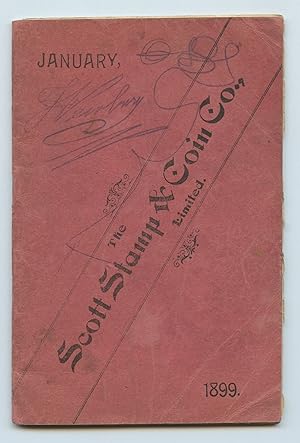 JANUARY,
The
Scott Stamp & Coin Co.,
Limited.
1899.